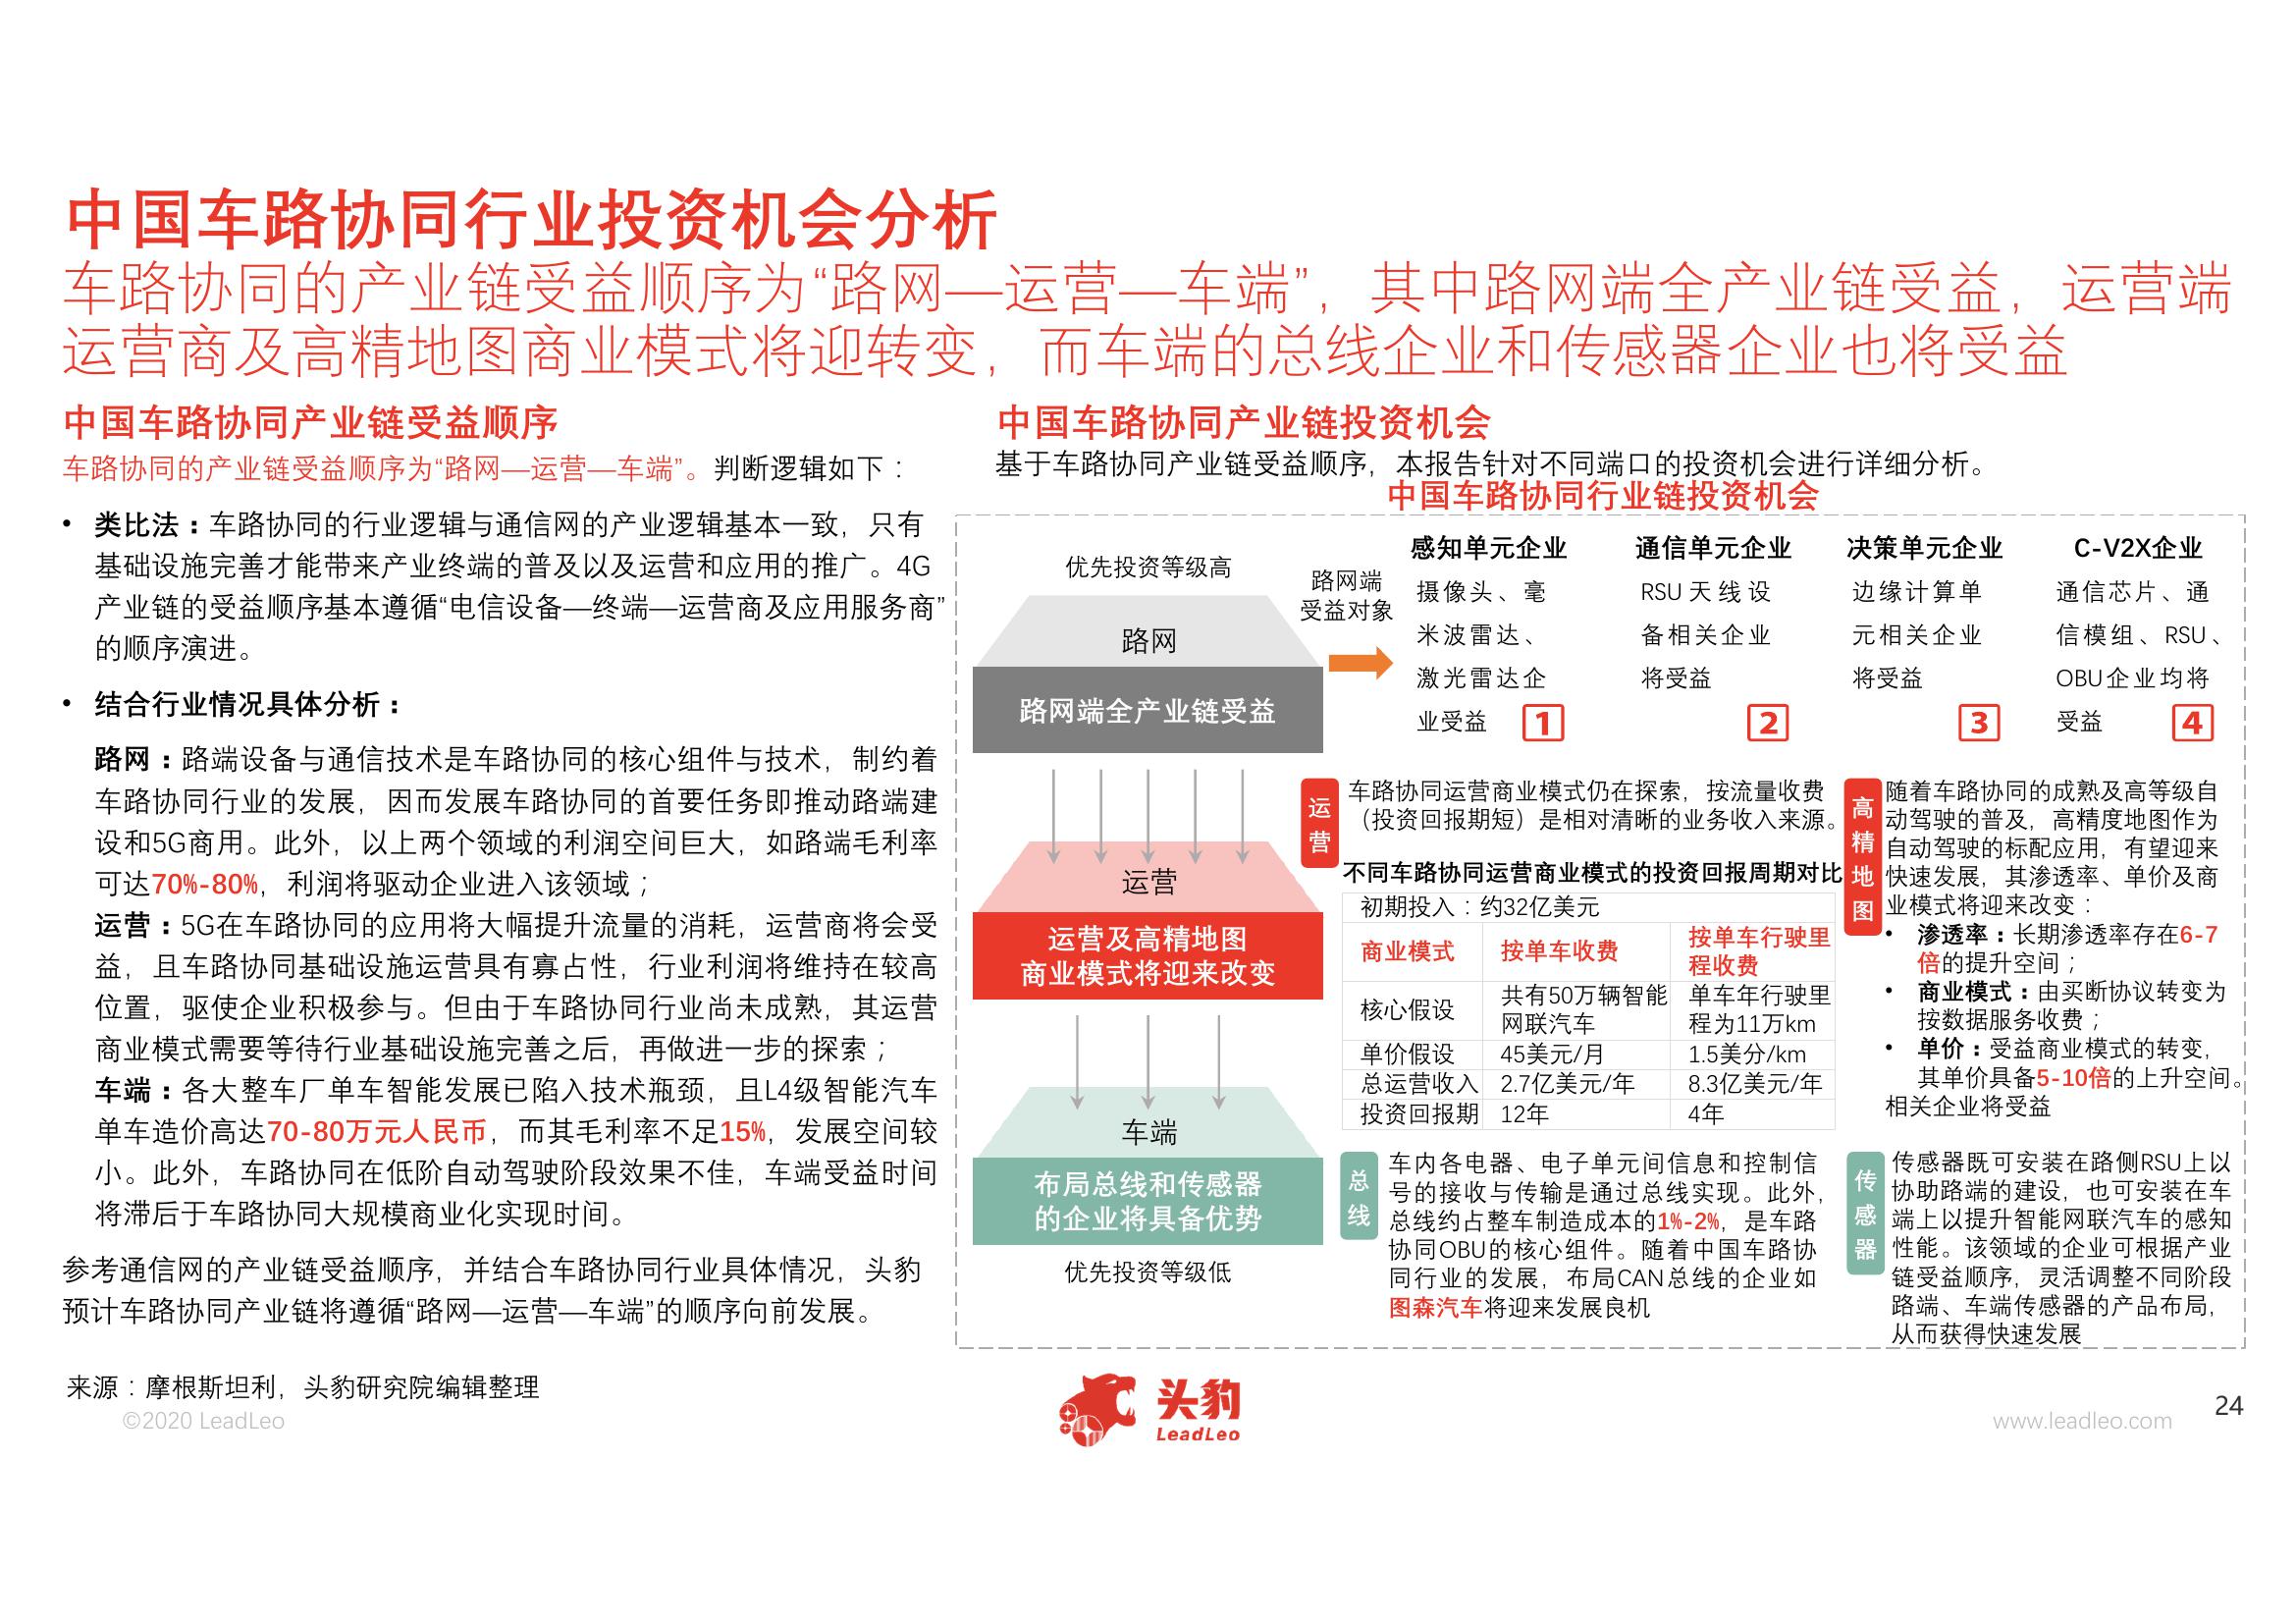 中国车路协同行业投资机会分析
车路协同的产业链受益顺序为“路网—运营—车端”，其中路网端全产业链受益，运营端
运营商及高精地图商业模式将迎转变，而车端的总线企业和传感器企业也将受益
中国车路协同产业链受益顺序
车路协同的产业链受益顺序为“路网—运营—车端”。判断逻辑如下：
• 类比法：车路协同的行业逻辑与通信网的产业逻辑基本一致，只有
基础设施完善才能带来产业终端的普及以及运营和应用的推广。4G
产业链的受益顺序基本遵循“电信设备—终端—运营商及应用服务商”
的顺序演进。
• 结合行业情况具体分析：
路网：路端设备与通信技术是车路协同的核心组件与技术，制约着
车路协同行业的发展，因而发展车路协同的首要任务即推动路端建
设和5G商用。此外，以上两个领域的利润空间巨大，如路端毛利率
可达70%-80%，利润将驱动企业进入该领域；
运营：5G在车路协同的应用将大幅提升流量的消耗，运营商将会受
益，且车路协同基础设施运营具有寡占性，行业利润将维持在较高
位置，驱使企业积极参与。但由于车路协同行业尚未成熟，其运营
商业模式需要等待行业基础设施完善之后，再做进一步的探索；
车端：各大整车厂单车智能发展已陷入技术瓶颈，且L4级智能汽车
单车造价高达70-80万元人民币，而其毛利率不足15%，发展空间较
小。此外，车路协同在低阶自动驾驶阶段效果不佳，车端受益时间
将滞后于车路协同大规模商业化实现时间。
参考通信网的产业链受益顺序，并结合车路协同行业具体情况，头豹
预计车路协同产业链将遵循“路网—运营—车端”的顺序向前发展。
中国车路协同产业链投资机会
基于车路协同产业链受益顺序，本报告针对不同端口的投资机会进行详细分析。
中国车路协同行业链投资机会
优先投资等级高
路网
路网端全产业链受益
运营
运营及高精地图
商业模式将迎来改变
车端
布局总线和传感器
的企业将具备优势
优先投资等级低
路网端
受益对象
感知单元企业
摄像头、毫
米波雷达、
激光雷达企
业受益 1
通信单元企业
RSU天线设
备相关企业
将受益
2
决策单元企业
边缘计算单
元相关企业
将受益
3
C-V2X企业
通信芯片、通
信模组、RSU、
OBU企业均将
受益 4
运营
车路协同运营商业模式仍在探索，按流量收费
（投资回报期短）是相对清晰的业务收入来源。
不同车路协同运营商业模式的投资回报周期对比
初期投入：约32亿美元
商业模式 按单车收费 按单车行驶里
程收费
核心假设 共有50万辆智能 单车年行驶里
网联汽车 程为11万km
单价假设 45美元/月 1.5美分/km
总运营收入 2.7亿美元/年 8.3亿美元/年
投资回报期 12年 4年
高精地图
随着车路协同的成熟及高等级自
动驾驶的普及，高精度地图作为
自动驾驶的标配应用，有望迎来
快速发展，其渗透率、单价及商
业模式将迎来改变：
• 渗透率：长期渗透率存在6-7
倍的提升空间；
• 商业模式：由买断协议转变为
按数据服务收费；
• 单价：受益商业模式的转变，
其单价具备5-10倍的上升空间。
相关企业将受益
总线
车内各电器、电子单元间信息和控制信
号的接收与传输是通过总线实现。此外，
总线约占整车制造成本的1%-2%，是车路
协同OBU的核心组件。随着中国车路协
同行业的发展，布局CAN总线的企业如
图森汽车将迎来发展良机
传感器
传感器既可安装在路侧RSU上以
协助路端的建设，也可安装在车
端上以提升智能网联汽车的感知
性能。该领域的企业可根据产业
链受益顺序，灵活调整不同阶段
路端、车端传感器的产品布局，
从而获得快速发展
来源：摩根斯坦利，头豹研究院编辑整理
©2020 LeadLeo
头豹
LeadLeo
www.leadleo.com
24